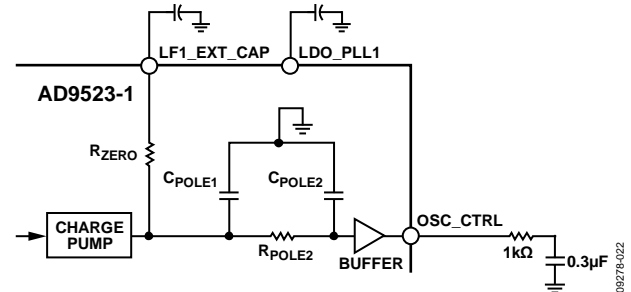 LF1_EXT_CAP
LDO_PLL1
AD9523-1
RZERO
CPOLE1
CPOLE2
CHARGE
PUMP
RPOLE2
BUFFER
OSC_CTRL
1kΩ
0.3µF
09278-022